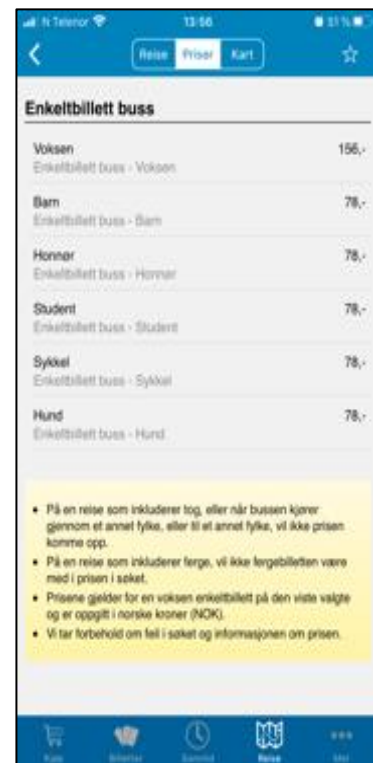 N Telenor 13:56
Reise Priser Kart
Enkeltbillett buss
Voksen 156,-
Enkeltbillett buss - Voksen
Barn 78,-
Enkeltbillett buss - Barn
Honnør 78,-
Enkeltbillett buss - Honnør
Student 78,-
Enkeltbillett buss - Student
Sykkel 78,-
Enkeltbillett buss - Sykkel
Hund 78,-
Enkeltbillett buss - Hund
• På en reise som inkluderer tog, eller når bussen kjører
gjennom et annet fylke, eller til et annet fylke, vil ikke prisen
komme opp.
• På en reise som inkluderer ferge, vil ikke fergebilletten være
med i prisen i søket.
• Prisene gjelder for en voksen enkeltbillett på den viste valgte
og er oppgitt i norske kroner (NOK).
• Vi tar forbehold om feil i søket og informasjonen om prisen.
Kjøp Billetter Sanntid Reise Mer